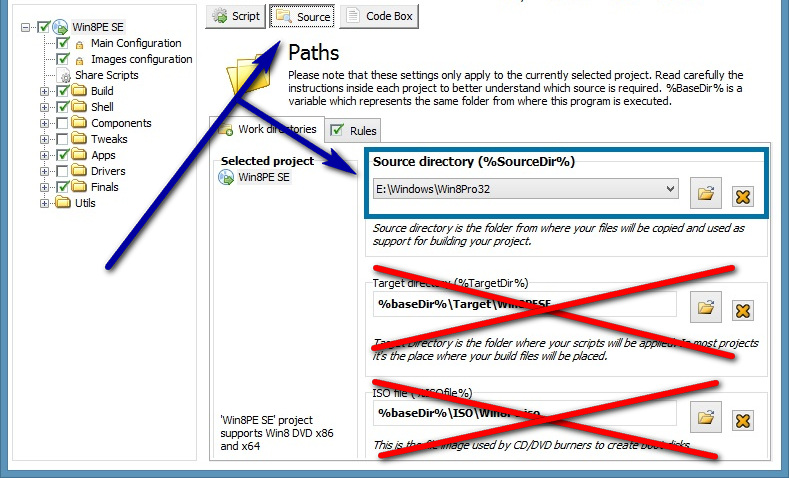 Script
Source
Code Box
Win8PE SE
Main Configuration
Images configuration
Share Scripts
Build
Shell
Components
Tweaks
Apps
Drivers
Finals
Utils
Paths
Please note that these settings only apply to the currently selected project. Read carefully the
instructions inside each project to better understand which source is required. %BaseDir% is a
variable which represents the same folder from where this program is executed.
Work directories
Rules
Selected project
Win8PE SE
'Win8PE SE' project
supports Win8 DVD x86
and x64
Source directory (%SourceDir%)
E:\Windows\Win8Pro32
Source directory is the folder from where your files will be copied and used as
support for building your project.
Target directory (%TargetDir%)
%baseDir%\Target\Win8PESE
Target Directory is the folder where your scripts will be applied. In most projects
it's the place where your build files will be placed.
ISO file (%ISOfile%)
%baseDir%\ISO\Win8PE.iso
This is the file image used by CD/DVD burners to create boot disks.